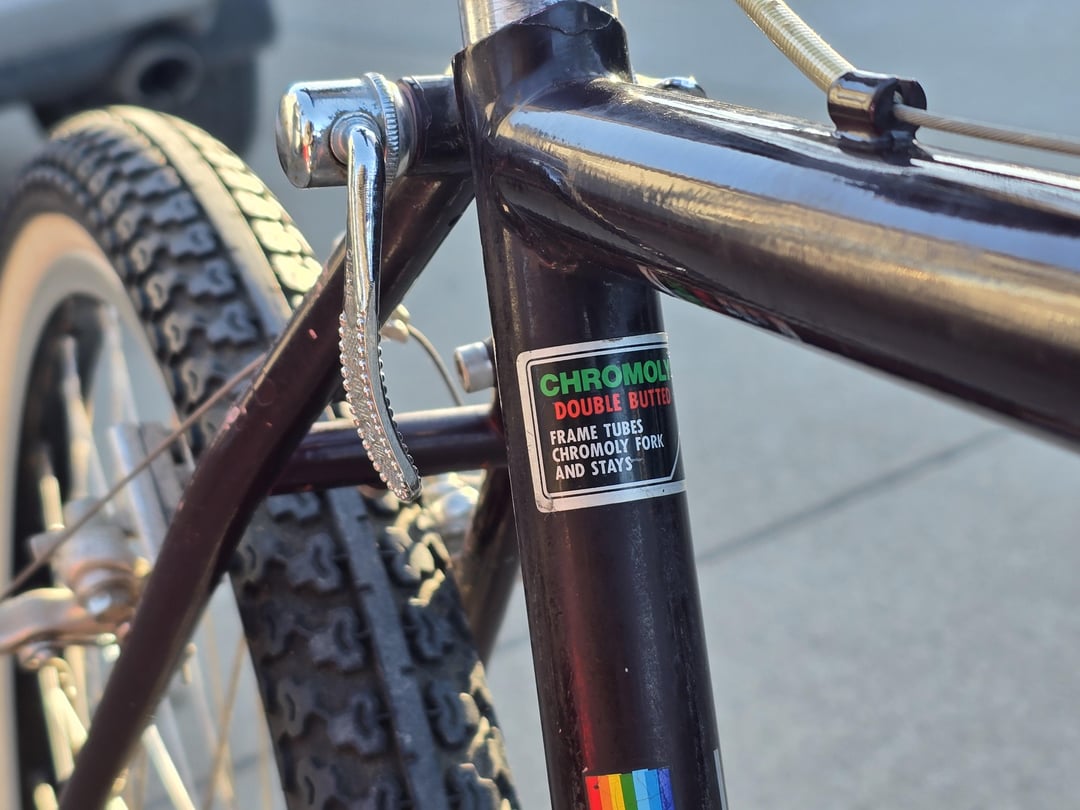 CHROMOLY
DOUBLE BUTTED
FRAME TUBES
CHROMOLY FORK
AND STAYS